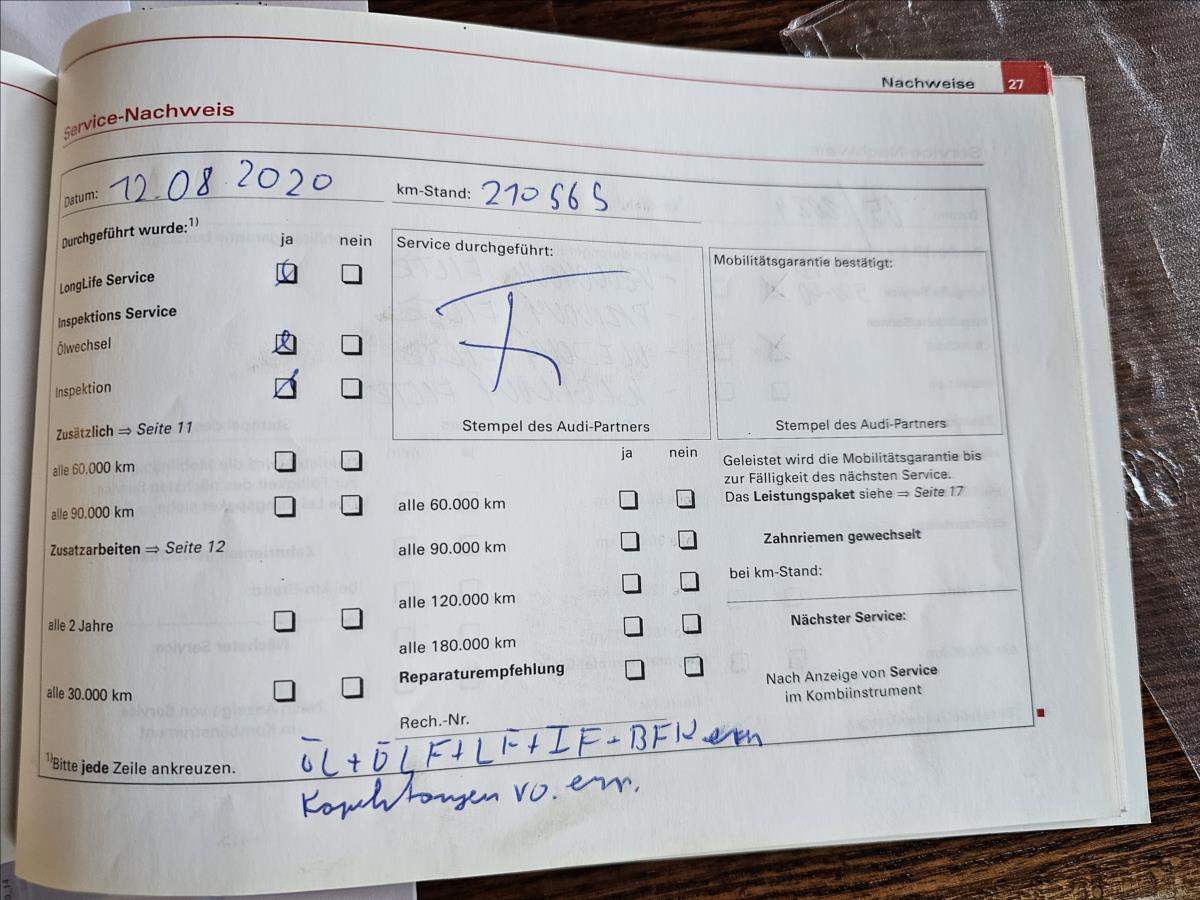 Nachweise 27
Service-Nachweis
Datum: 12.08.2020 km-Stand: 210565
Durchgeführt wurde:1)
ja nein
LongLife Service
Inspektions Service
Ölwechsel
Inspektion
Zusätzlich ⇒ Seite 11
alle 60.000 km
alle 90.000 km
Zusatzarbeiten ⇒ Seite 12
alle 2 Jahre
alle 30.000 km
Service durchgeführt:
Stempel des Audi-Partners
ja nein
alle 60.000 km
alle 90.000 km
alle 120.000 km
alle 180.000 km
Reparaturempfehlung
Rech.-Nr.
Mobilitätsgarantie bestätigt:
Stempel des Audi-Partners
Geleistet wird die Mobilitätsgarantie bis
zur Fälligkeit des nächsten Service.
Das Leistungspaket siehe ⇒ Seite 17
Zahnriemen gewechselt
bei km-Stand:
Nächster Service:
Nach Anzeige von Service
im Kombiinstrument
1)Bitte jede Zeile ankreuzen.
ÖL+ÖLF+LF+IF+BFK ern
vo. ern.